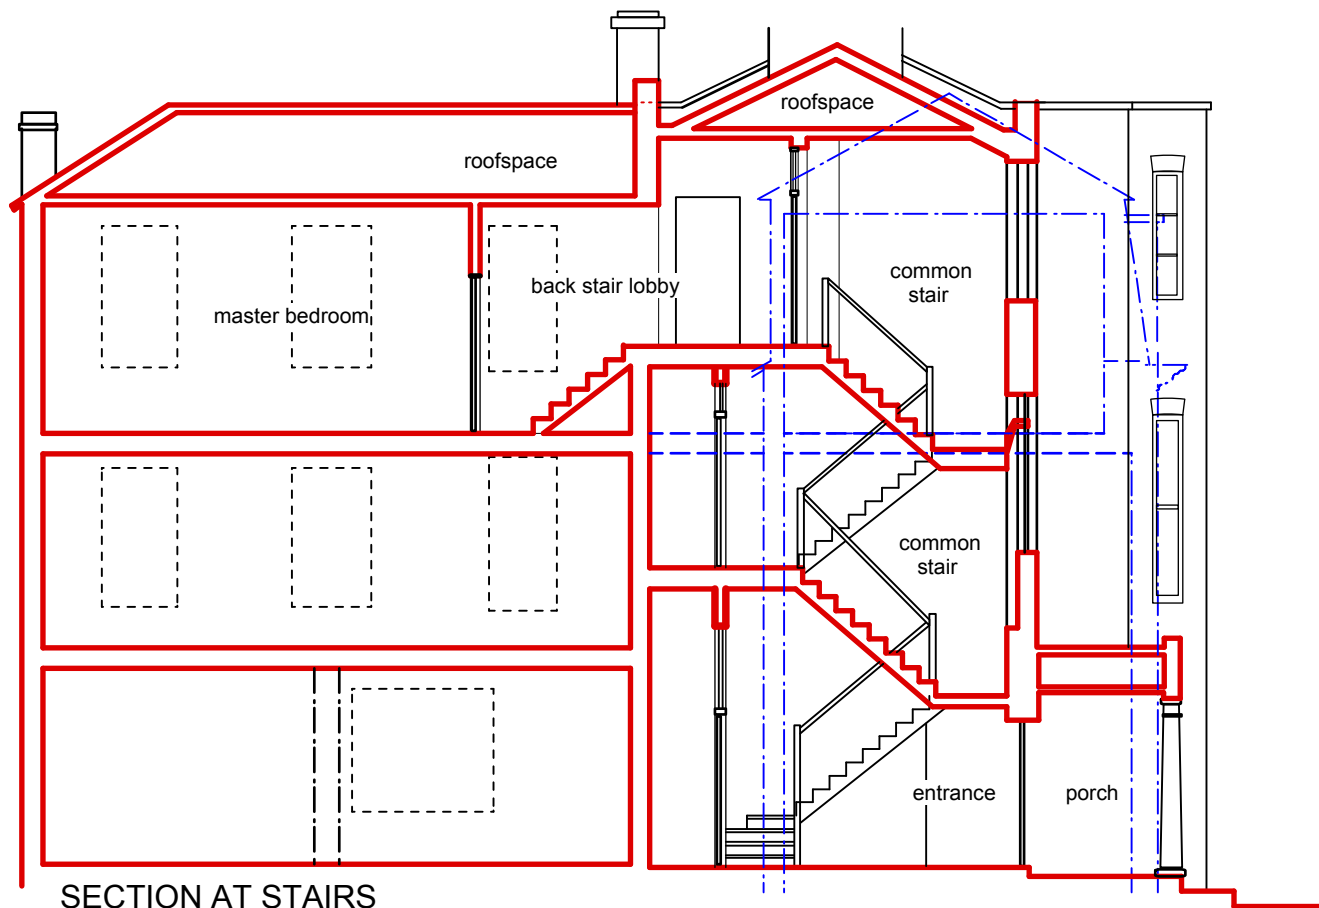 roofspace
roofspace
common
stair
back stair lobby
master bedroom
common
stair
entrance
porch
SECTION AT STAIRS